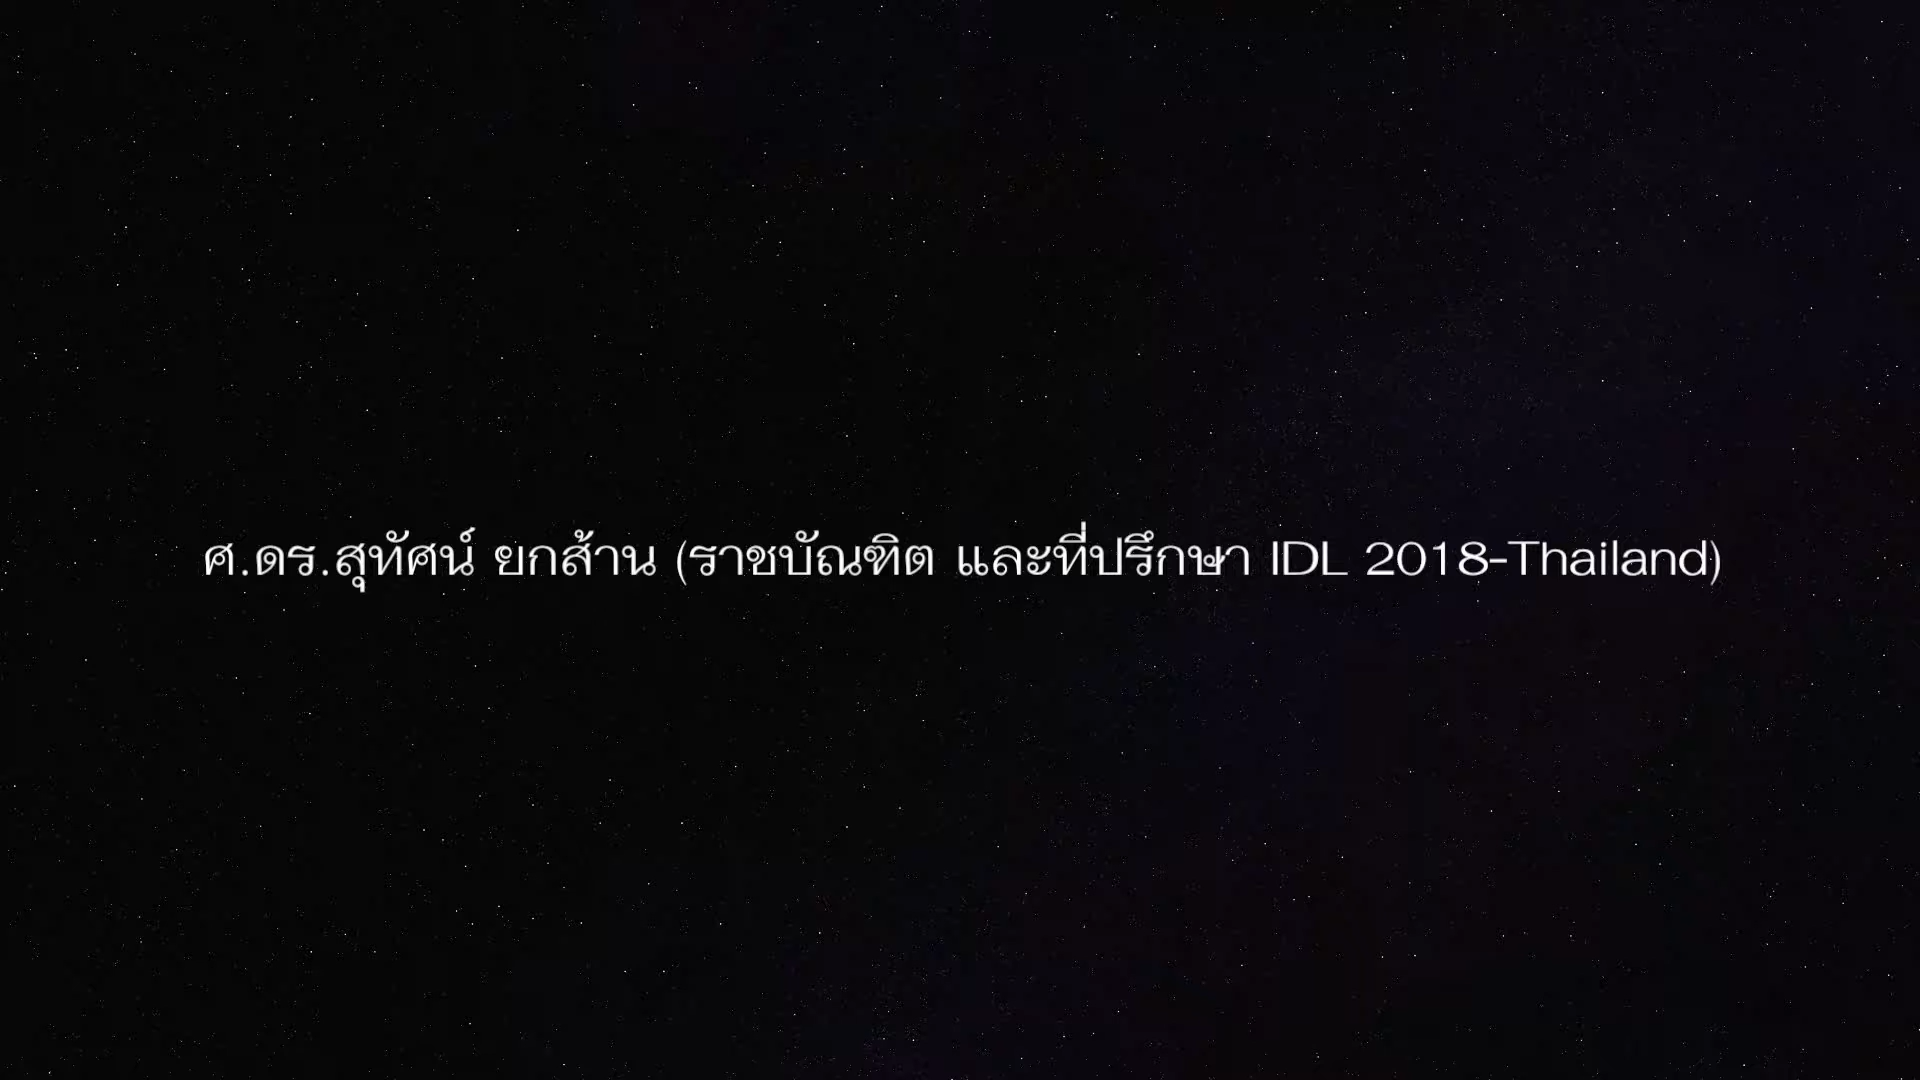 ศ.ดร.สุทัศน์ ยกส้าน (ราชบัณฑิต และที่ปรึกษา IDL 2018-Thailand)